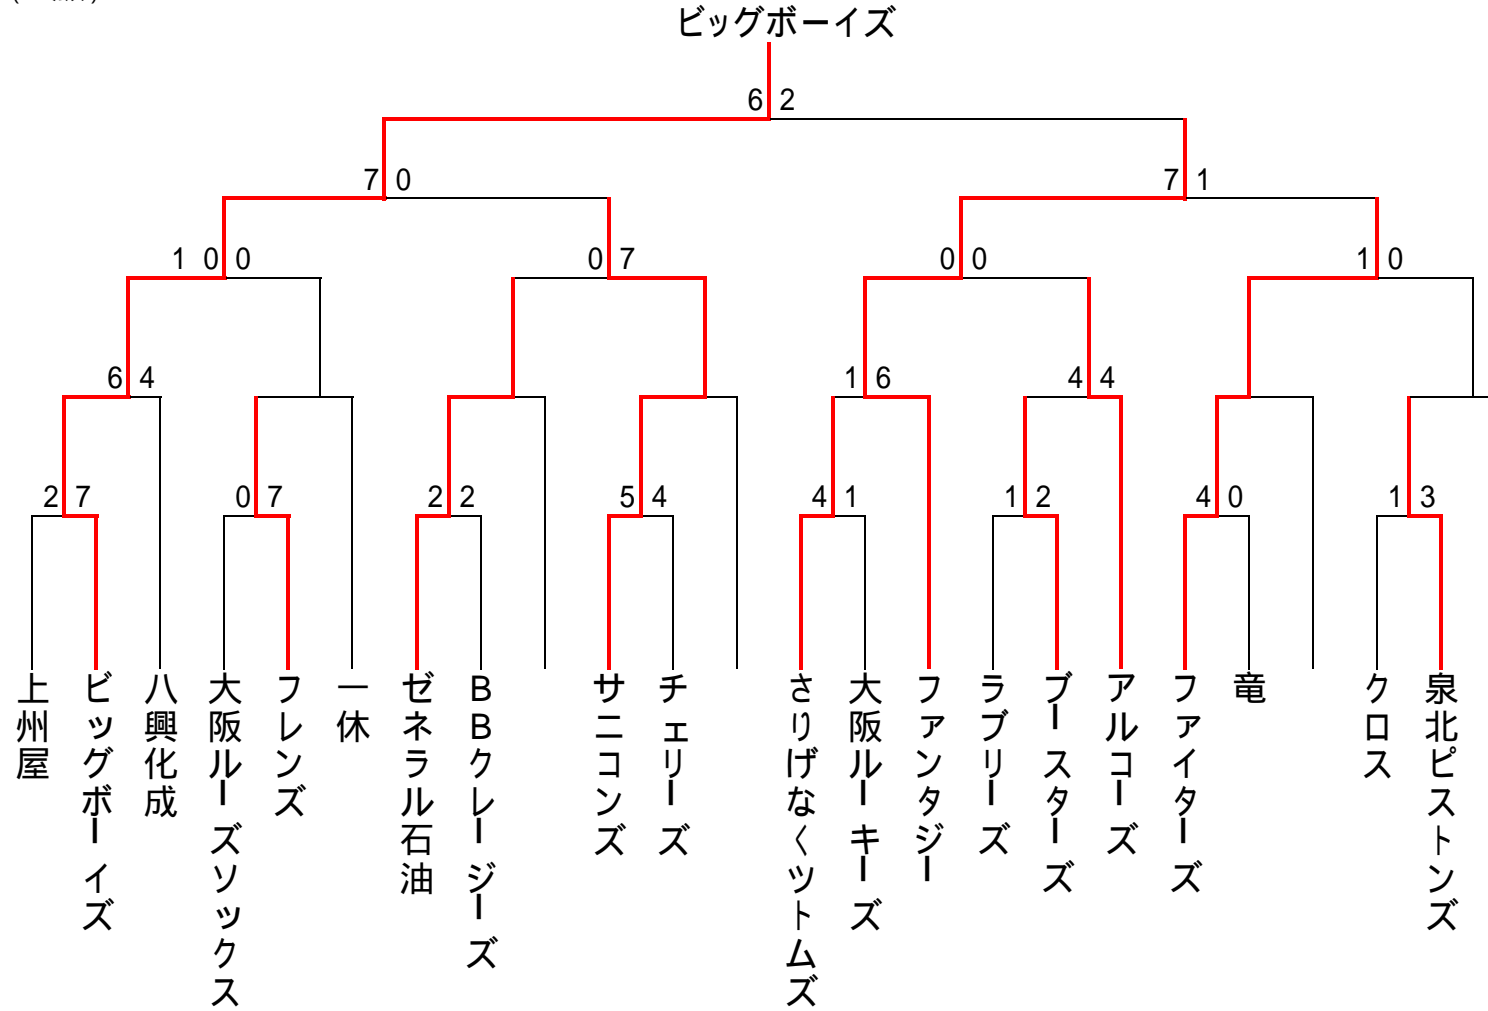 ビッグボーイズ
6 2
7 0
7 1
1 0 0
0 7
0 0
1 0
6 4
1 6
4 4
2 7
0 7
2 2
5 4
4 1
1 2
4 0
1 3
上州屋
ビッグボーイズ
八興化成
大阪ルーズソックス
フレンズ
一休
ゼネラル石油
BBクレージーズ
サニコンズ
チェリーズ
さりげなくツトムズ
大阪ルーキーズ
ファンタジー
ラブリーズ
ブースターズ
アルコーズ
ファイターズ
竜
クロス
泉北ピストンズ